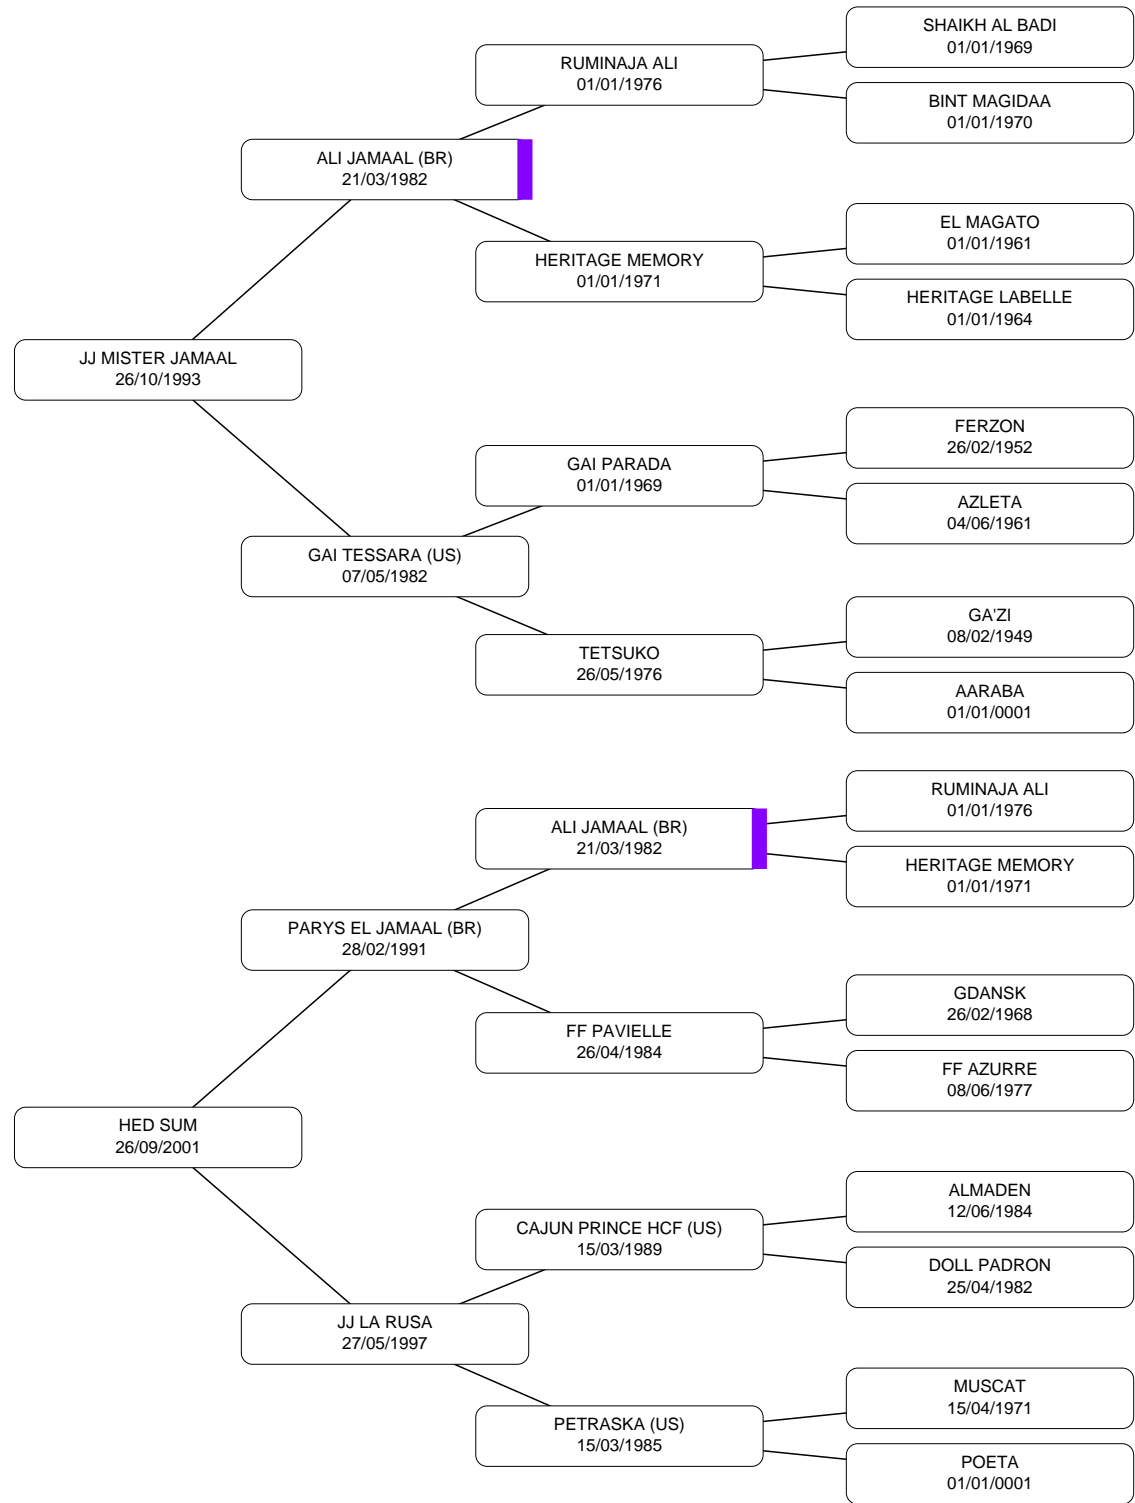 SHAIKH AL BADI
01/01/1969
RUMINAJA ALI
01/01/1976
BINT MAGIDAA
01/01/1970
ALI JAMAAL (BR)
21/03/1982
EL MAGATO
01/01/1961
HERITAGE MEMORY
01/01/1971
HERITAGE LABELLE
01/01/1964
JJ MISTER JAMAAL
26/10/1993
FERZON
26/02/1952
GAI PARADA
01/01/1969
AZLETA
04/06/1961
GAI TESSARA (US)
07/05/1982
GA'ZI
08/02/1949
TETSUKO
26/05/1976
AARABA
01/01/0001
RUMINAJA ALI
01/01/1976
ALI JAMAAL (BR)
21/03/1982
HERITAGE MEMORY
01/01/1971
PARYS EL JAMAAL (BR)
28/02/1991
GDANSK
26/02/1968
FF PAVIELLE
26/04/1984
FF AZURRE
08/06/1977
HED SUM
26/09/2001
ALMADEN
12/06/1984
CAJUN PRINCE HCF (US)
15/03/1989
DOLL PADRON
25/04/1982
JJ LA RUSA
27/05/1997
MUSCAT
15/04/1971
PETRASKA (US)
15/03/1985
POETA
01/01/0001